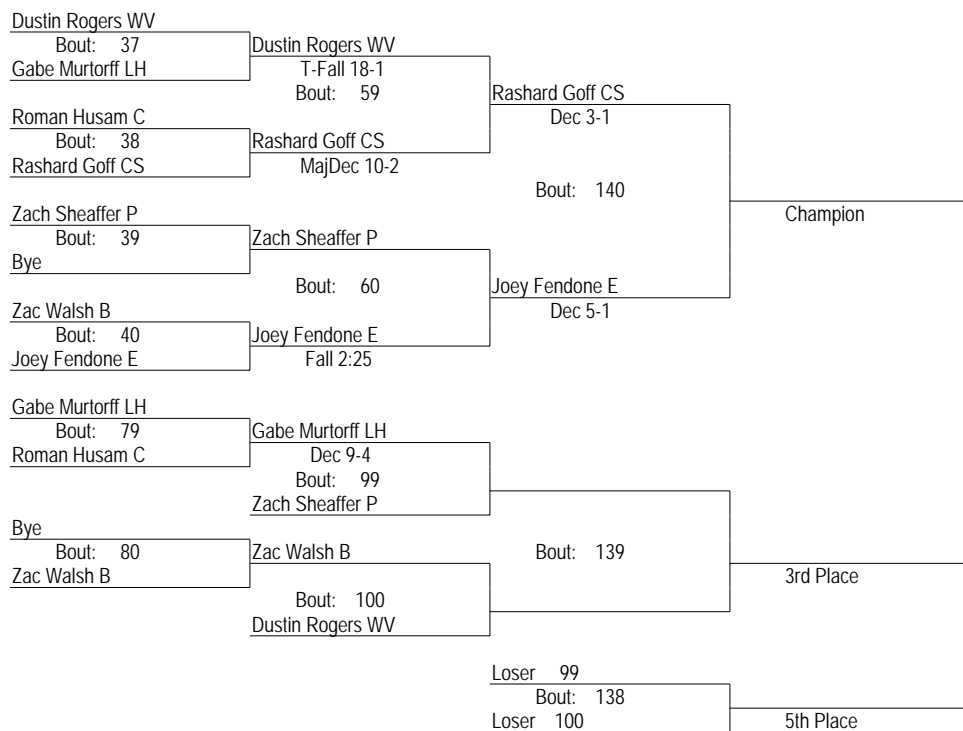 Dustin Rogers WV
Bout: 37
Gabe Murtorff LH
Dustin Rogers WV
T-Fall 18-1
Bout: 59
Roman Husam C
Bout: 38
Rashard Goff CS
Rashard Goff CS
MajDec 10-2
Rashard Goff CS
Dec 3-1
Bout: 140
Champion
Zach Sheaffer P
Bout: 39
Bye
Zach Sheaffer P
Bout: 60
Zac Walsh B
Bout: 40
Joey Fendone E
Joey Fendone E
Fall 2:25
Joey Fendone E
Dec 5-1
Gabe Murtorff LH
Bout: 79
Roman Husam C
Gabe Murtorff LH
Dec 9-4
Bout: 99
Zach Sheaffer P
Bye
Bout: 80
Zac Walsh B
Zac Walsh B
Bout: 100
Dustin Rogers WV
Bout: 139
3rd Place
Loser 99
Bout: 138
Loser 100
5th Place